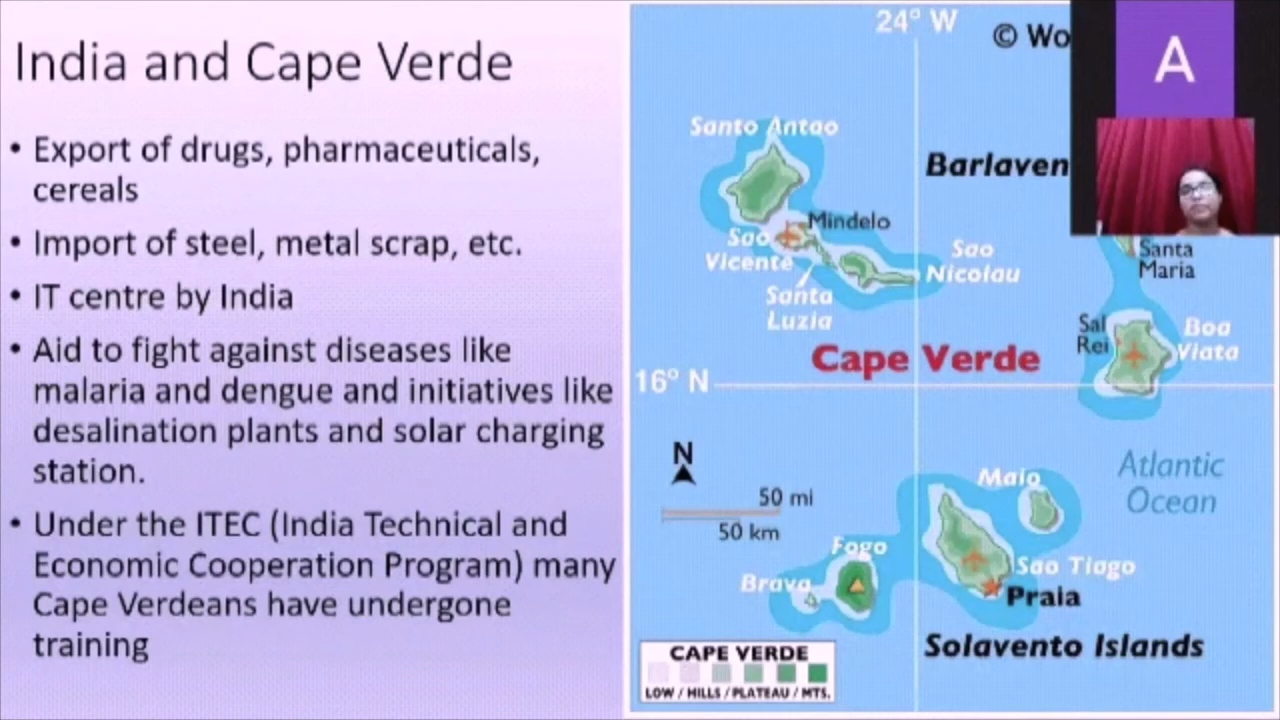 India and Cape Verde
• Export of drugs, pharmaceuticals,
cereals
• Import of steel, metal scrap, etc.
• IT centre by India
• Aid to fight against diseases like
malaria and dengue and initiatives like
desalination plants and solar charging
station.
• Under the ITEC (India Technical and
Economic Cooperation Program) many
Cape Verdeans have undergone
training
24° W
© Wo
A
Santo Antao
Barlaven
Mindelo
Sao
Vicente
Sao
Nicolau
Santa
Luzia
Santa
Maria
Sal
Rei
Boa
Viata
Cape Verde
16° N
N
50 mi
50 km
Atlantic
Ocean
Maio
Fogo
Brava
Sao Tiago
Praia
Solavento Islands
CAPE VERDE
LOW / HILLS / PLATEAU / MTS.